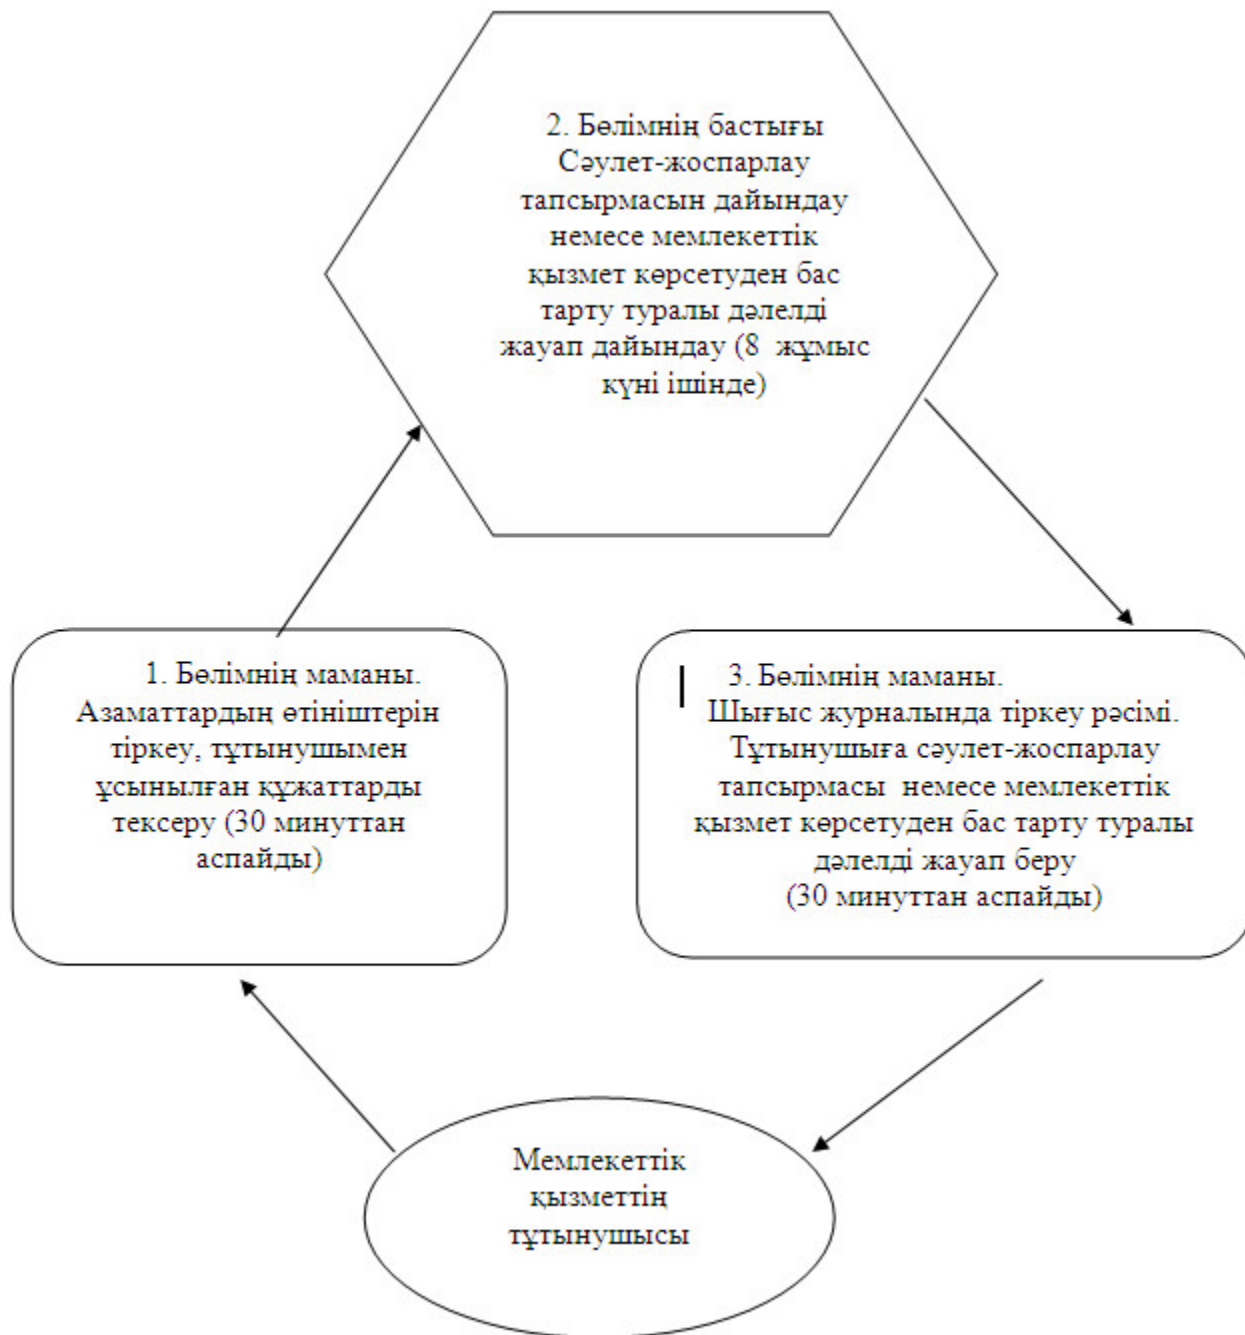 2. Бөлімнің бастығы
Сәулет-жоспарлау
тапсырмасын дайындау
немесе мемлекеттік
қызмет көрсетуден бас
тарту туралы дәлелді
жауап дайындау (8 жұмыс
күні ішінде)
1. Бөлімнің маманы.
Азаматтардың өтініштерін
тіркеу, тұтынушымен
ұсынылған құжаттарды
тексеру (30 минуттан
аспайды)
3. Бөлімнің маманы.
Шығыс журналында тіркеу рәсімі.
Тұтынушыға сәулет-жоспарлау
тапсырмасы немесе мемлекеттік
қызмет көрсетуден бас тарту туралы
дәлелді жауап беру
(30 минуттан аспайды)
Мемлекеттік
қызметтің
тұтынушысы